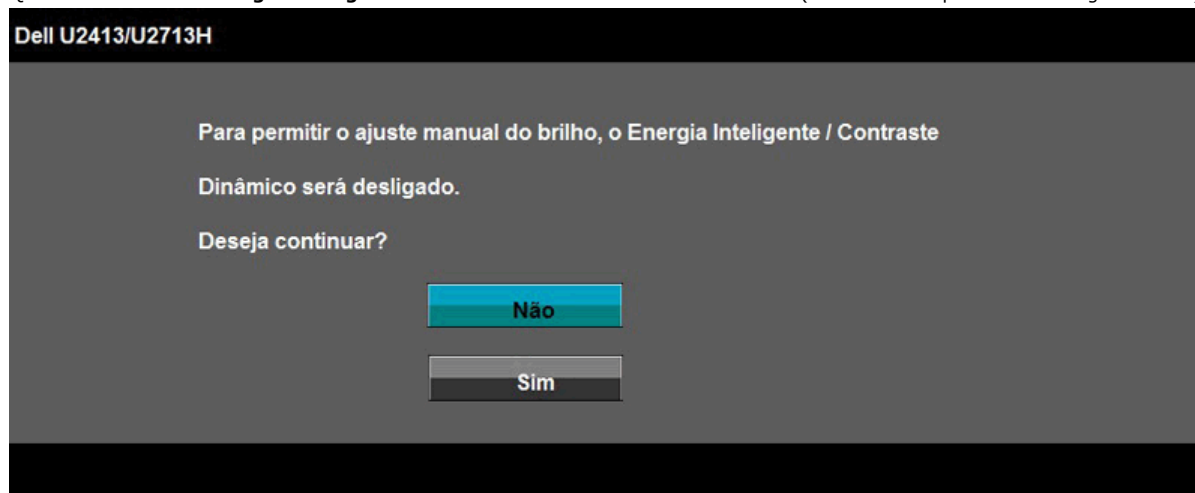 Dell U2413/U2713H
Para permitir o ajuste manual do brilho, o Energia Inteligente / Contraste
Dinâmico será desligado.
Deseja continuar?
Não
Sim